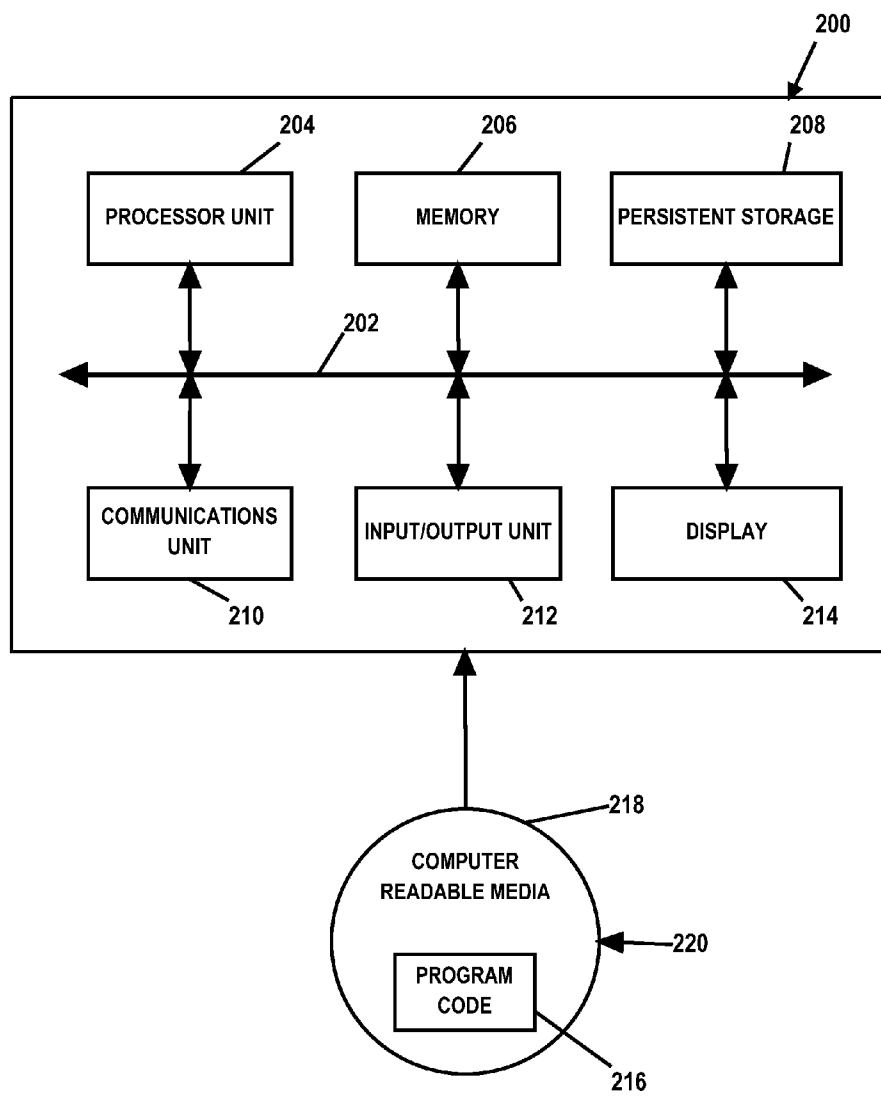 200
204
206
208
PROCESSOR UNIT
MEMORY
PERSISTENT STORAGE
202
COMMUNICATIONS
UNIT
INPUT/OUTPUT UNIT
DISPLAY
210
212
214
218
COMPUTER
READABLE MEDIA
220
PROGRAM
CODE
216